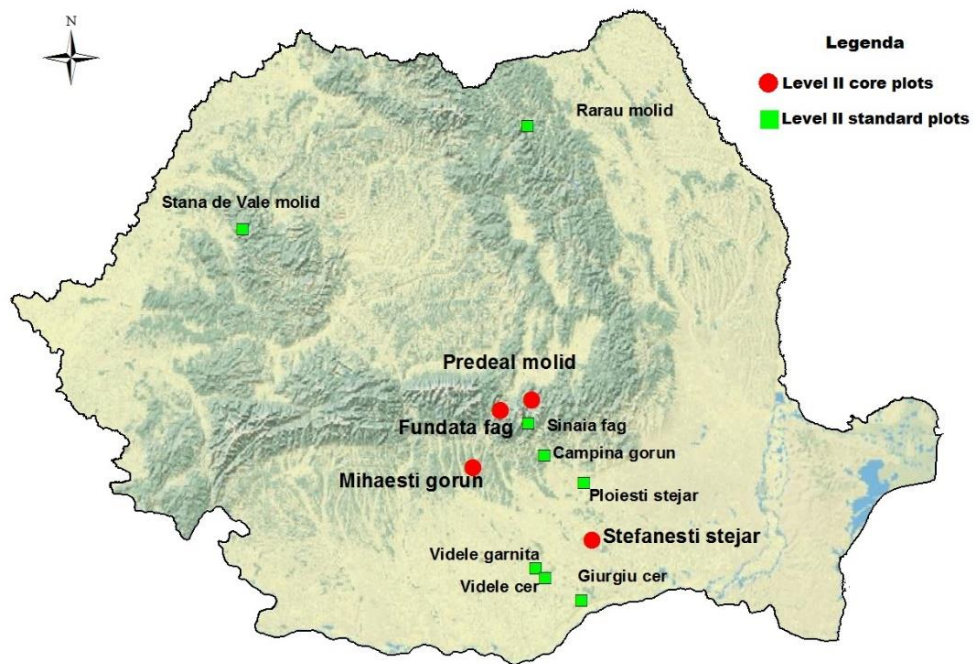 N
Legenda
Level II core plots
Level II standard plots
Rarau molid
Stana de Vale molid
Predeal molid
Fundata fag
Sinaia fag
Campina gorun
Mihaesti gorun
Ploiesti stejar
Stefanesti stejar
Videle garnita
Videle cer
Giurgiu cer